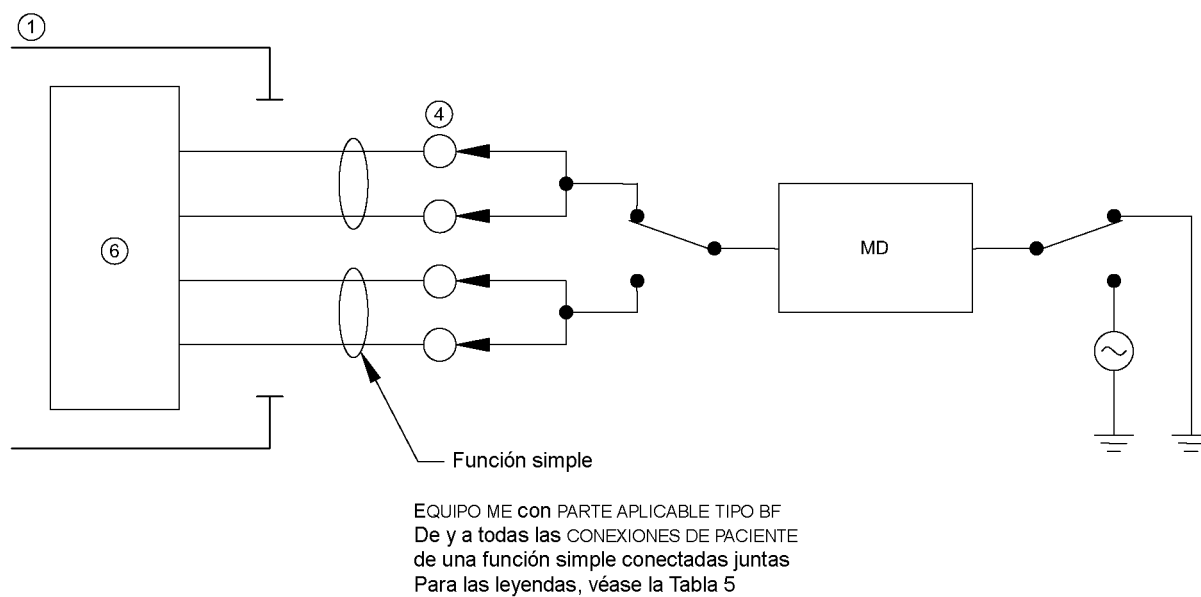 1
4
6
MD
Función simple
EQUIPO ME con PARTE APLICABLE TIPO BF
De y a todas las CONEXIONES DE PACIENTE
de una función simple conectadas juntas
Para las leyendas, véase la Tabla 5